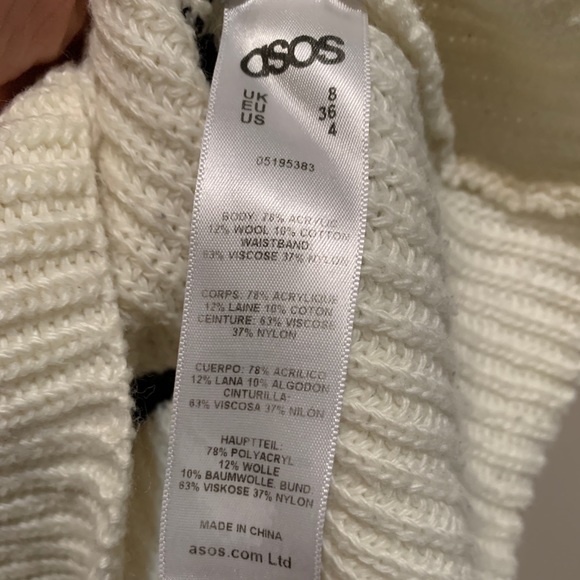 asos
UK 8
EU 36
US 4
05195383
BODY: 78% ACRYLIC
12% WOOL 10% COTTON
WAISTBAND:
63% VISCOSE 37% NYLON
CORPS: 78% ACRYLIQUE
12% LAINE 10% COTON
CEINTURE: 63% VISCOSE
37% NYLON
CUERPO: 78% ACRILICO
12% LANA 10% ALGODON
CINTURILLA:
63% VISCOSA 37% NILON
HAUPTTEIL:
78% POLYACRYL
12% WOLLE
10% BAUMWOLLE. BUND
63% VISKOSE 37% NYLON
MADE IN CHINA
asos.com Ltd